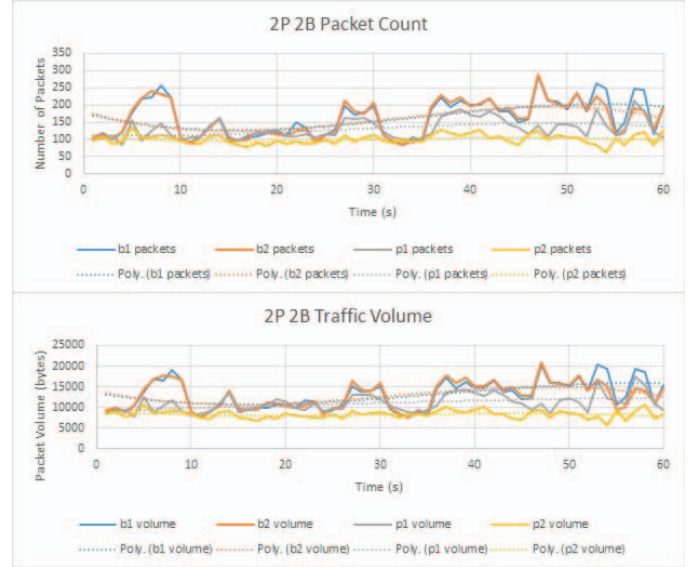 2P 2B Packet Count
Number of Packets
350
300
250
200
150
100
50
0
0 10 20 30 40 50 60
Time (s)
b1 packets b2 packets p1 packets p2 packets
Poly. (b1 packets) Poly. (b2 packets) Poly. (p1 packets) Poly. (p2 packets)
2P 2B Traffic Volume
Packet Volume (bytes)
25000
20000
15000
10000
5000
0
0 10 20 30 40 50 60
Time (s)
b1 volume b2 volume p1 volume p2 volume
Poly. (b1 volume) Poly. (b2 volume) Poly. (p1 volume) Poly. (p2 volume)